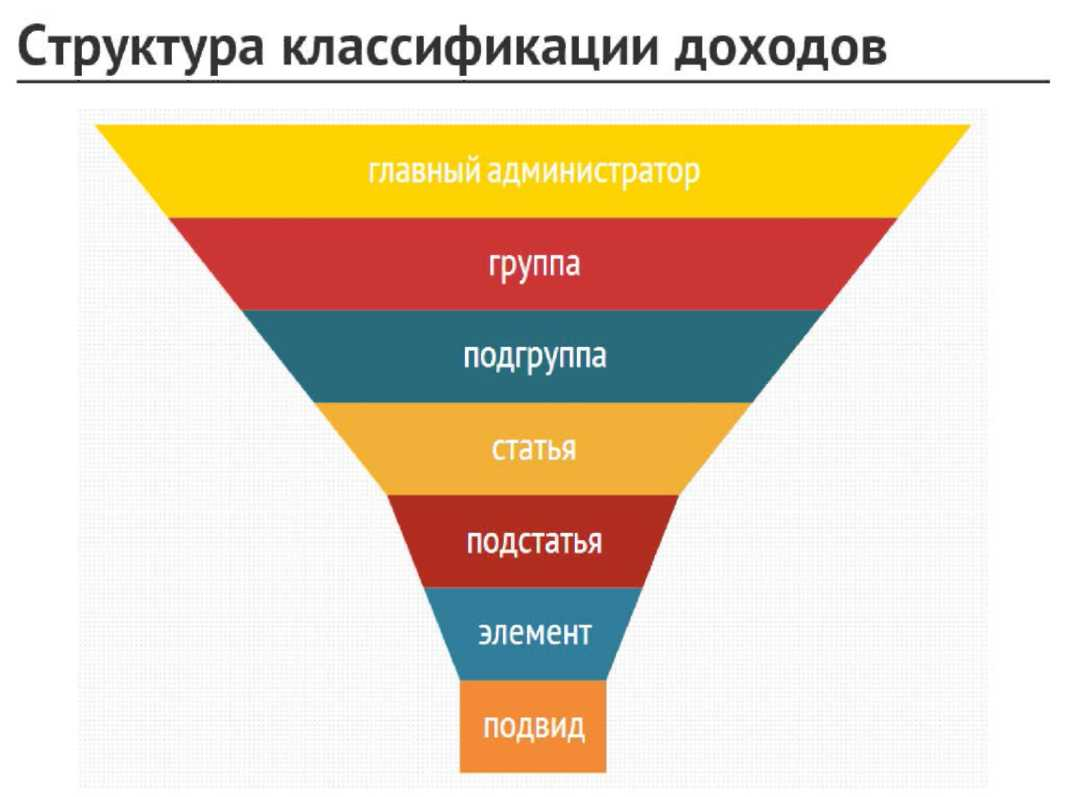 Структура классификации доходов
главный администратор
группа
подгруппа
статья
подстатья
элемент
подвид